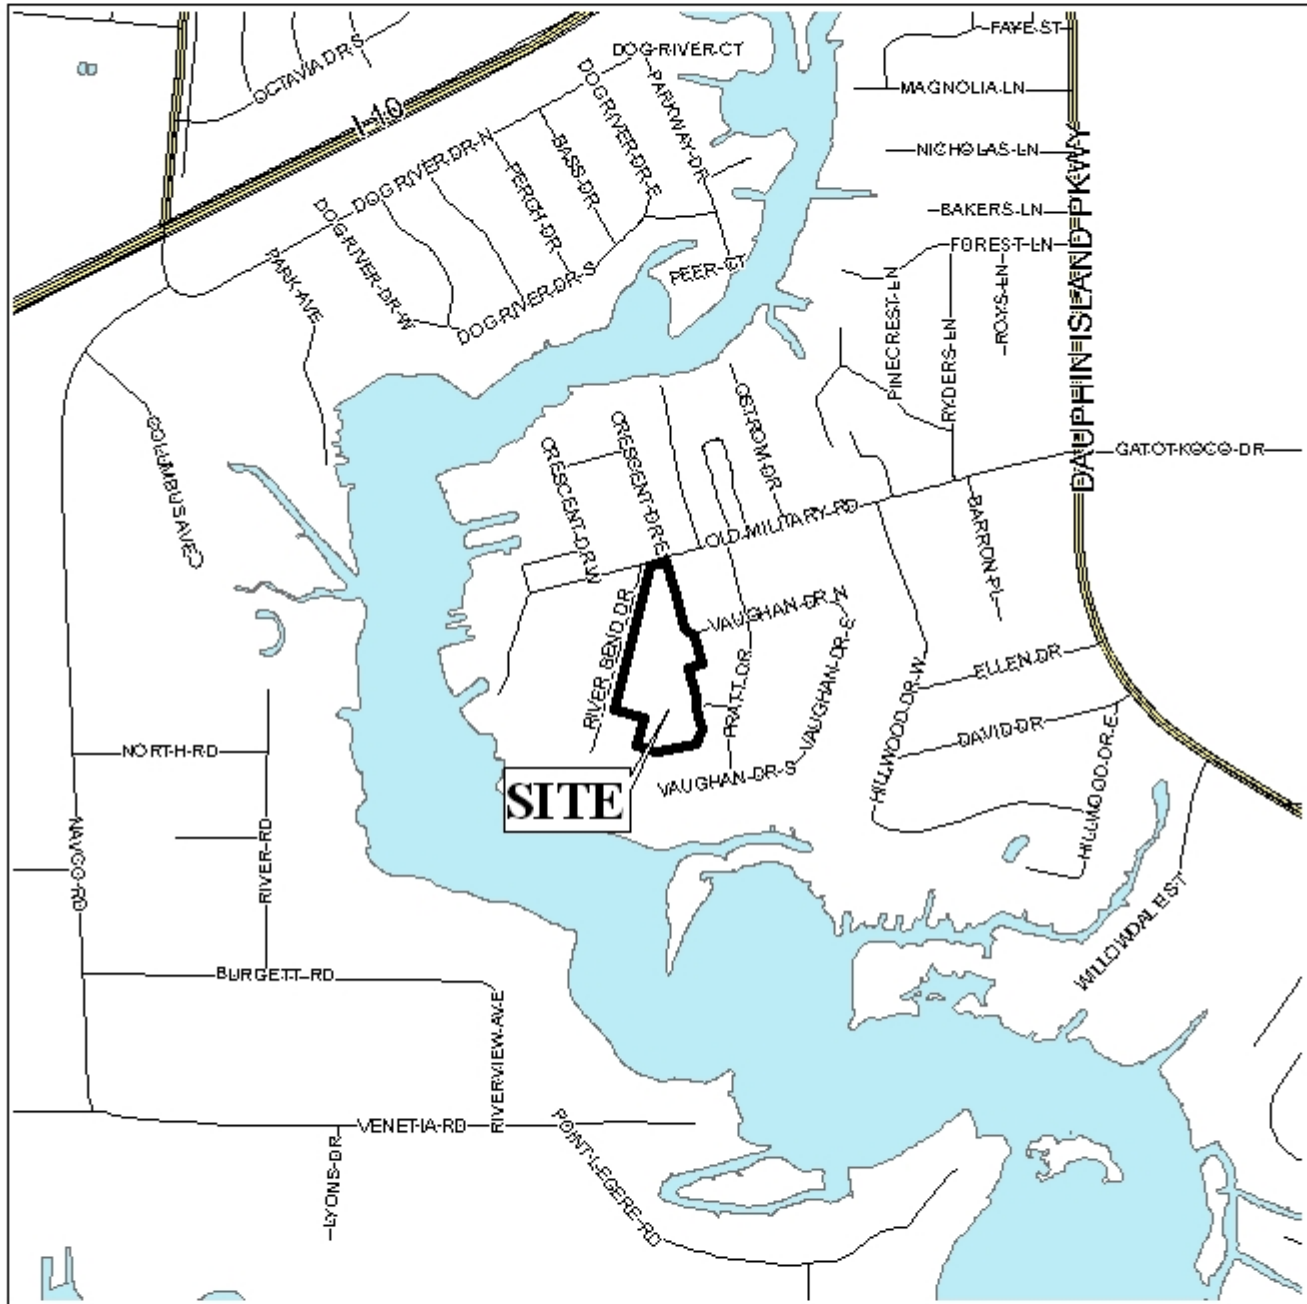 FAYE ST
DOG RIVER CT
OCTAVIA DR S
MAGNOLIA LN
I-10
DOG RIVER DR E
PARKWAY DR
BASS DR
NICHOLAS LN
DOG RIVER DR N
PERCH DR
DAUPHIN ISLAND PKWY
DOG RIVER DR W
BAKERS LN
FOREST LN
PARK AVE
PEER CT
DOG RIVER DR S
PINECREST LN
ROYS LN
RYDERS LN
COLUMBUS AVE
CRESCENT DR W
CRESCENT DR E
OSTROM DR
GATOTKOCO DR
OLD MILITARY RD
BARRON PL
RIVER BEND DR
VAUGHAN DR N
VAUGHAN DR E
PRATT DR
HILLWOOD DR W
ELLEN DR
DAVID DR
NORTH RD
VAUGHAN DR S
SITE
HILLWOOD DR E
NAVCO RD
RIVER RD
WILLOWDALE ST
BURGETT RD
RIVERVIEW AVE
VENETIA RD
LYONS DR
POINT LEGERE RD